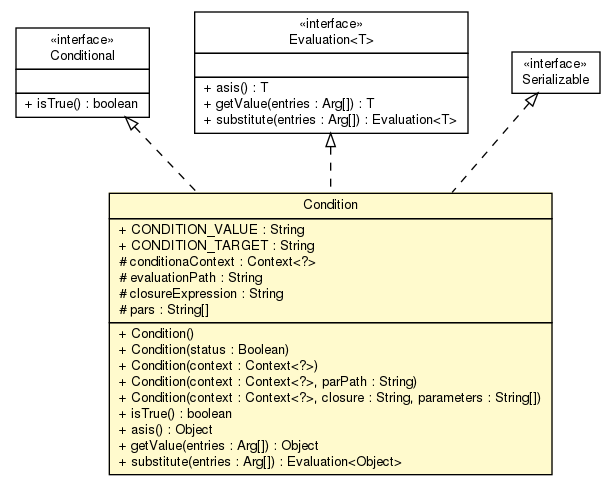 «interface»
Conditional
+ isTrue() : boolean
«interface»
Evaluation<T>
+ asis() : T
+ getValue(entries : Arg[]) : T
+ substitute(entries : Arg[]) : Evaluation<T>
«interface»
Serializable
Condition
+ CONDITION_VALUE : String
+ CONDITION_TARGET : String
# conditionaContext : Context<?>
# evaluationPath : String
# closureExpression : String
# pars : String[]
+ Condition()
+ Condition(status : Boolean)
+ Condition(context : Context<?>)
+ Condition(context : Context<?>, parPath : String)
+ Condition(context : Context<?>, closure : String, parameters : String[])
+ isTrue() : boolean
+ asis() : Object
+ getValue(entries : Arg[]) : Object
+ substitute(entries : Arg[]) : Evaluation<Object>